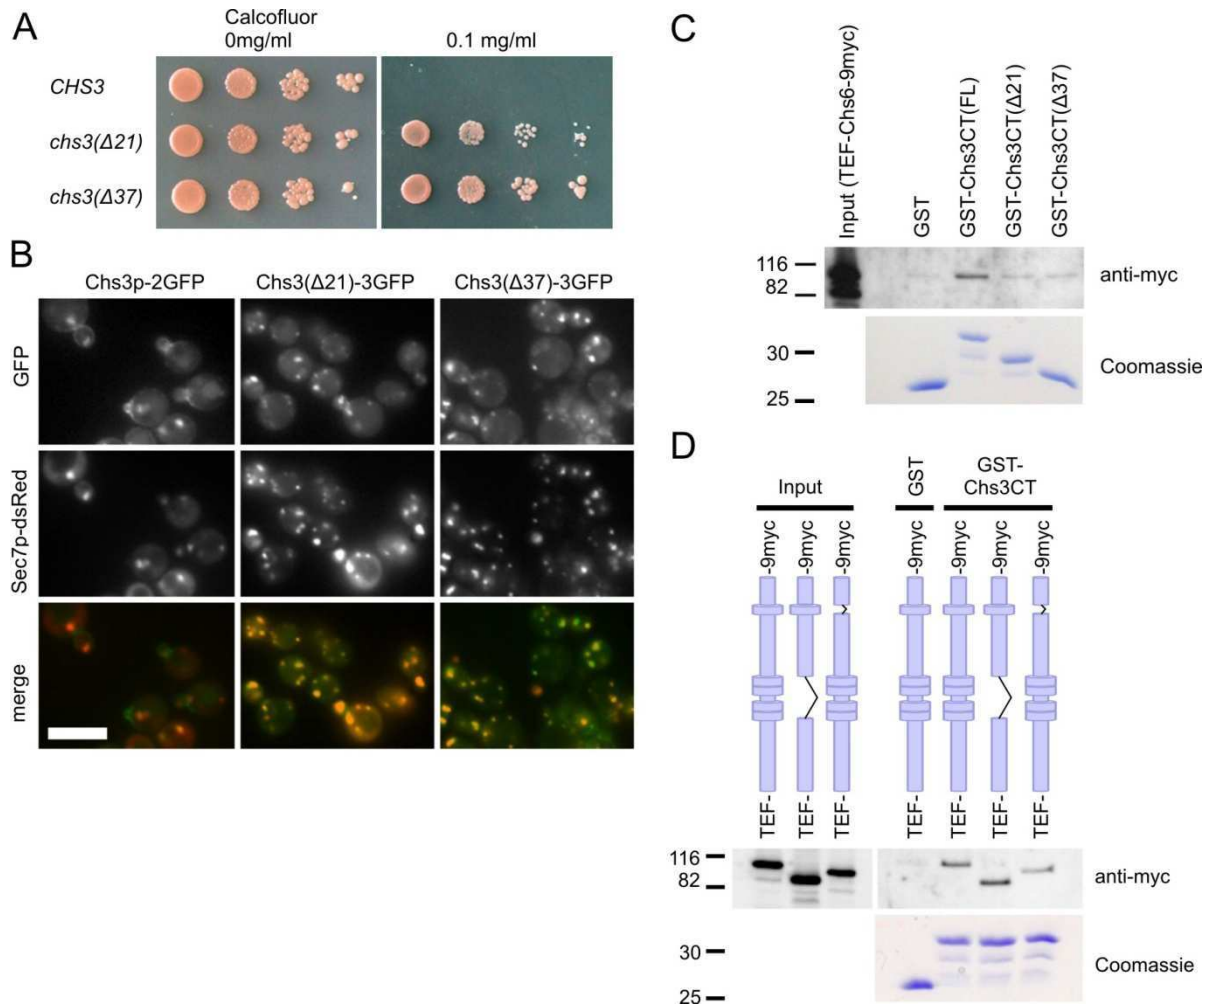 A
Calcofluor
0mg/ml
0.1 mg/ml
CHS3
chs3(Δ21)
chs3(Δ37)
B
Chs3p-2GFP
Chs3(Δ21)-3GFP
Chs3(Δ37)-3GFP
GFP
Sec7p-dsRed
merge
C
Input (TEF-Chs6-9myc)
GST
GST-Chs3CT(FL)
GST-Chs3CT(Δ21)
GST-Chs3CT(Δ37)
116
82
anti-myc
30
25
Coomassie
D
Input
GST
GST-
Chs3CT
-9myc
-9myc
-9myc
-9myc
-9myc
-9myc
-9myc
TEF-
TEF-
TEF-
TEF-
TEF-
TEF-
TEF-
116
82
anti-myc
30
25
Coomassie